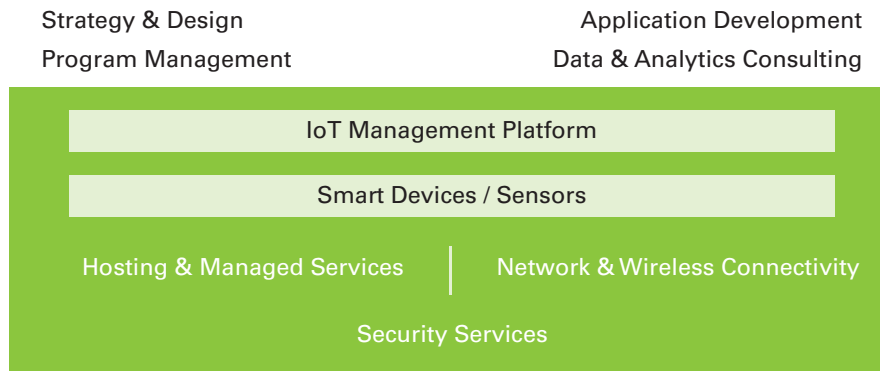 Strategy & Design
Application Development
Program Management
Data & Analytics Consulting
IoT Management Platform
Smart Devices / Sensors
Hosting & Managed Services
Network & Wireless Connectivity
Security Services